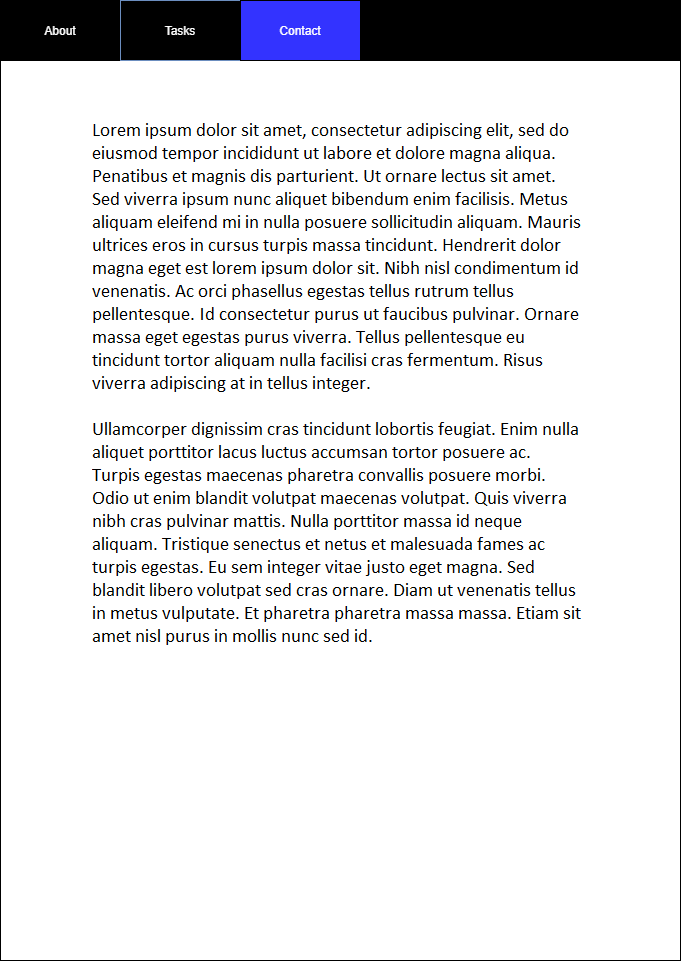 About Tasks Contact
Lorem ipsum dolor sit amet, consectetur adipiscing elit, sed do
eiusmod tempor incididunt ut labore et dolore magna aliqua.
Penatibus et magnis dis parturient. Ut ornare lectus sit amet.
Sed viverra ipsum nunc aliquet bibendum enim facilisis. Metus
aliquam eleifend mi in nulla posuere sollicitudin aliquam. Mauris
ultrices eros in cursus turpis massa tincidunt. Hendrerit dolor
magna eget est lorem ipsum dolor sit. Nibh nisl condimentum id
venenatis. Ac orci phasellus egestas tellus rutrum tellus
pellentesque. Id consectetur purus ut faucibus pulvinar. Ornare
massa eget egestas purus viverra. Tellus pellentesque eu
tincidunt tortor aliquam nulla facilisi cras fermentum. Risus
viverra adipiscing at in tellus integer.
Ullamcorper dignissim cras tincidunt lobortis feugiat. Enim nulla
aliquet porttitor lacus luctus accumsan tortor posuere ac.
Turpis egestas maecenas pharetra convallis posuere morbi.
Odio ut enim blandit volutpat maecenas volutpat. Quis viverra
nibh cras pulvinar mattis. Nulla porttitor massa id neque
aliquam. Tristique senectus et netus et malesuada fames ac
turpis egestas. Eu sem integer vitae justo eget magna. Sed
blandit libero volutpat sed cras ornare. Diam ut venenatis tellus
in metus vulputate. Et pharetra pharetra massa massa. Etiam sit
amet nisl purus in mollis nunc sed id.